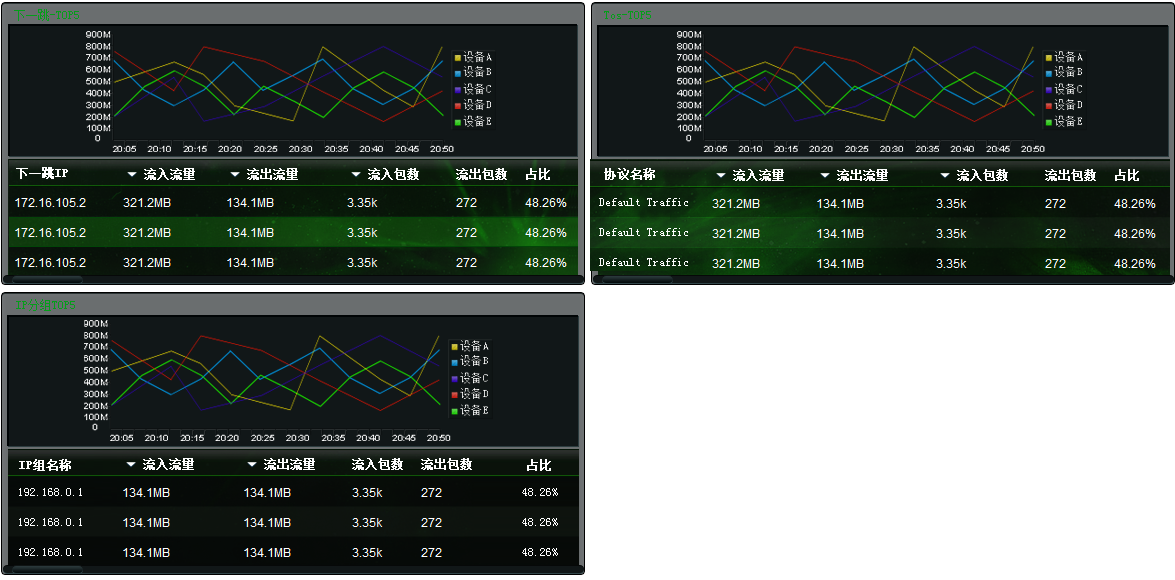 下一跳-TOP5
900M
800M
700M
600M
500M
400M
300M
200M
100M
0
20:05 20:10 20:15 20:20 20:25 20:30 20:35 20:40 20:45 20:50
设备A
设备B
设备C
设备D
设备E
下一跳IP 流入流量 流出流量 流入包数 流出包数 占比
172.16.105.2 321.2MB 134.1MB 3.35k 272 48.26%
172.16.105.2 321.2MB 134.1MB 3.35k 272 48.26%
172.16.105.2 321.2MB 134.1MB 3.35k 272 48.26%
Tos-TOP5
900M
800M
700M
600M
500M
400M
300M
200M
100M
0
20:05 20:10 20:15 20:20 20:25 20:30 20:35 20:40 20:45 20:50
设备A
设备B
设备C
设备D
设备E
协议名称 流入流量 流出流量 流入包数 流出包数 占比
Default Traffic 321.2MB 134.1MB 3.35k 272 48.26%
Default Traffic 321.2MB 134.1MB 3.35k 272 48.26%
Default Traffic 321.2MB 134.1MB 3.35k 272 48.26%
IP分组TOP5
900M
800M
700M
600M
500M
400M
300M
200M
100M
0
20:05 20:10 20:15 20:20 20:25 20:30 20:35 20:40 20:45 20:50
设备A
设备B
设备C
设备D
设备E
IP组名称 流入流量 流出流量 流入包数 流出包数 占比
192.168.0.1 134.1MB 134.1MB 3.35k 272 48.26%
192.168.0.1 134.1MB 134.1MB 3.35k 272 48.26%
192.168.0.1 134.1MB 134.1MB 3.35k 272 48.26%